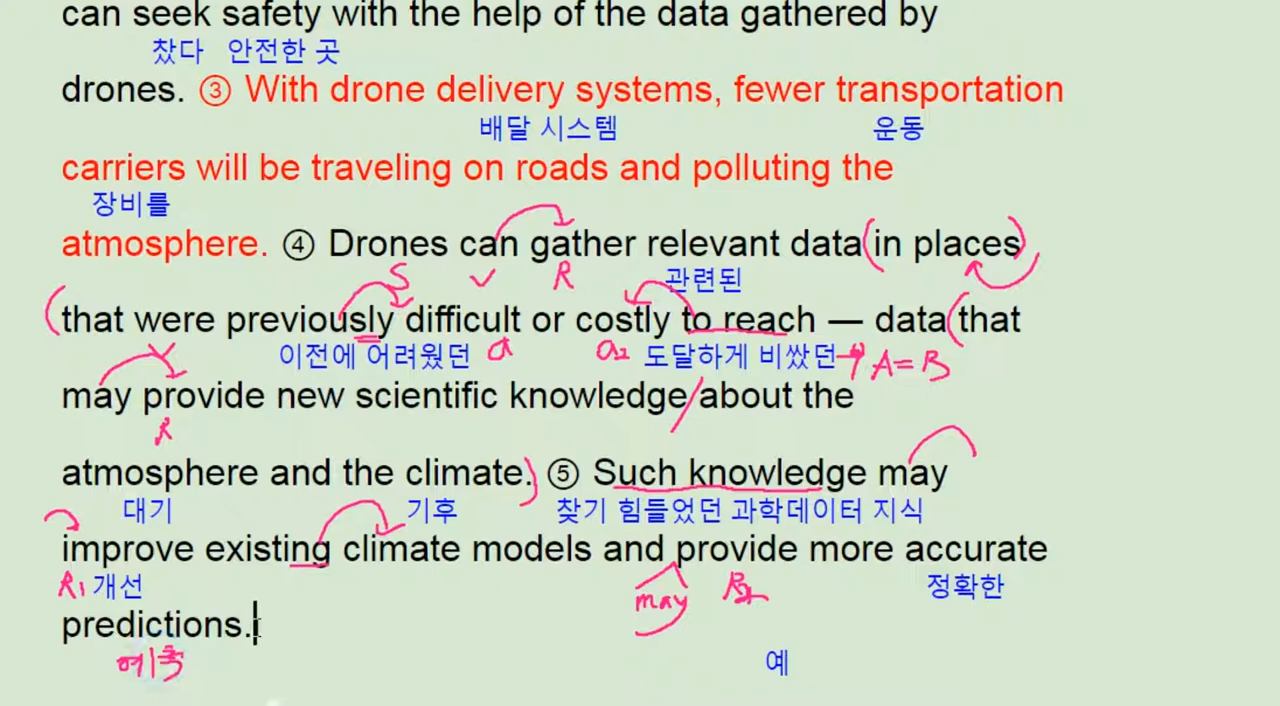 can seek safety with the help of the data gathered by
찼다 안전한 곳
drones. ③ With drone delivery systems, fewer transportation
배달 시스템 운동
carriers will be traveling on roads and polluting the
장비를
atmosphere. ④ Drones can gather relevant data (in places)
S V R 관련된
(that were previously difficult or costly to reach — data (that
이전에 어려웠던 a a2 도달하게 비쌌던 A=B
may provide new scientific knowledge / about the
R
atmosphere and the climate.) ⑤ Such knowledge may
대기 기후 찾기 힘들었던 과학데이터 지식
improve existing climate models and provide more accurate
R1 개선 may R2 정확한
predictions.
예측 예